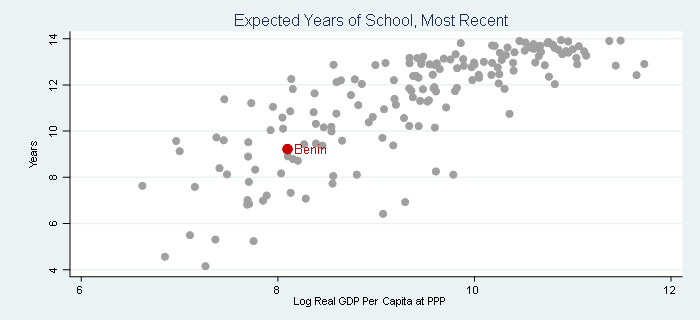 Expected Years of School, Most Recent
14
12
10
8
6
4
Years
Benin
6 8 10 12
Log Real GDP Per Capita at PPP